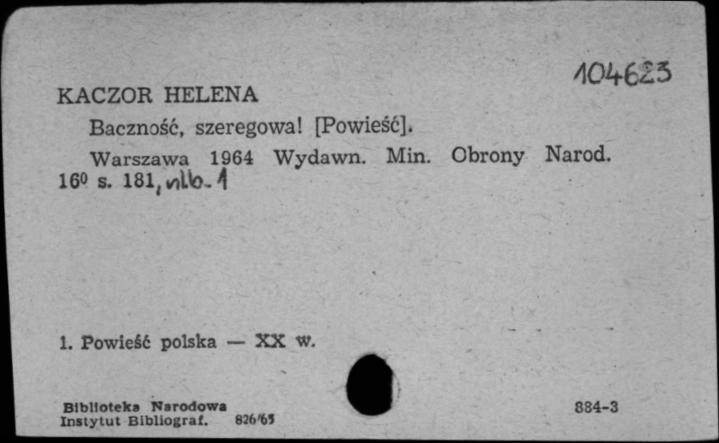 104623
KACZOR HELENA
Baczność, szeregowa! [Powieść].
Warszawa 1964 Wydawn. Min. Obrony Narod.
16⁰ s. 181, nlb. 1
1. Powieść polska — XX w.
Biblioteka Narodowa
Instytut Bibliograf. 826/65
884-3